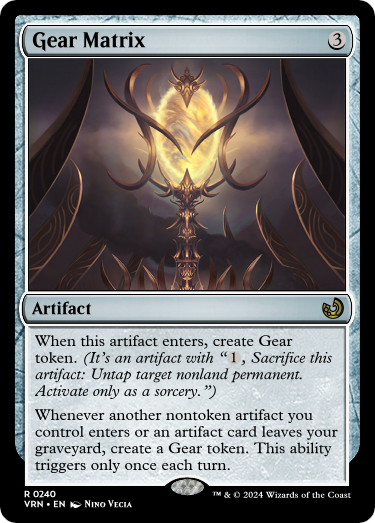 Gear Matrix 3
Artifact
When this artifact enters, create Gear
token. (It's an artifact with "1, Sacrifice this
artifact: Untap target nonland permanent.
Activate only as a sorcery.")
Whenever another nontoken artifact you
control enters or an artifact card leaves your
graveyard, create a Gear token. This ability
triggers only once each turn.
R 0240
VRN • EN Nino Vecia
™ & © 2024 Wizards of the Coast